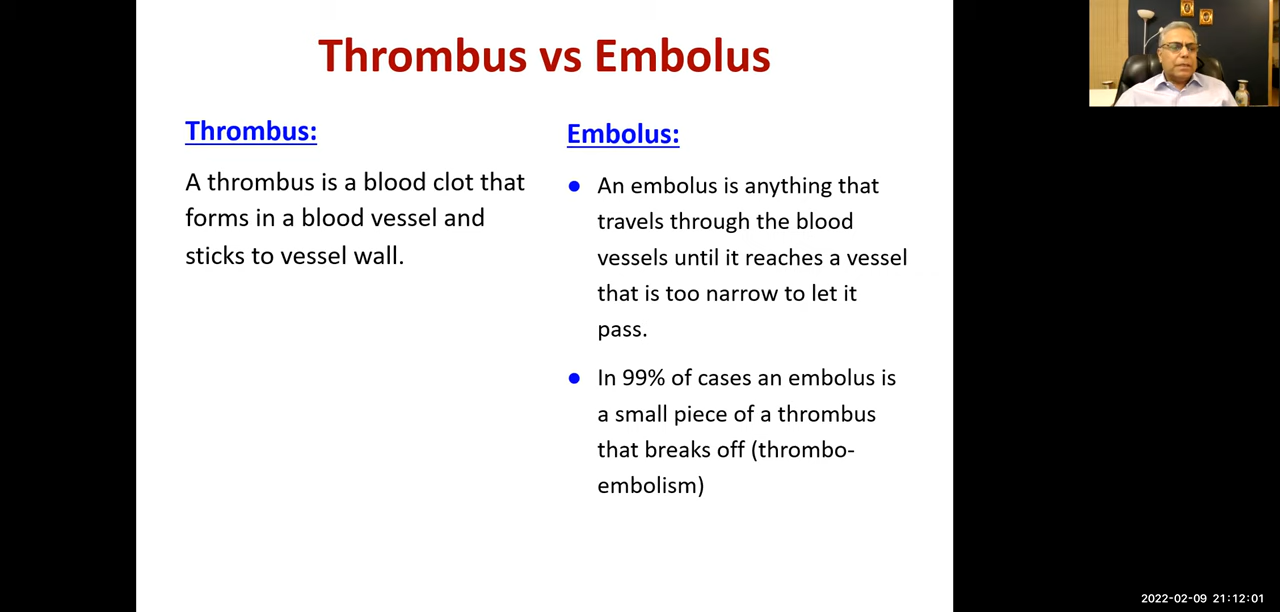 Thrombus vs Embolus
Thrombus:
A thrombus is a blood clot that
forms in a blood vessel and
sticks to vessel wall.
Embolus:
● An embolus is anything that
travels through the blood
vessels until it reaches a vessel
that is too narrow to let it
pass.
● In 99% of cases an embolus is
a small piece of a thrombus
that breaks off (thrombo-
embolism)
2022-02-09 21:12:01